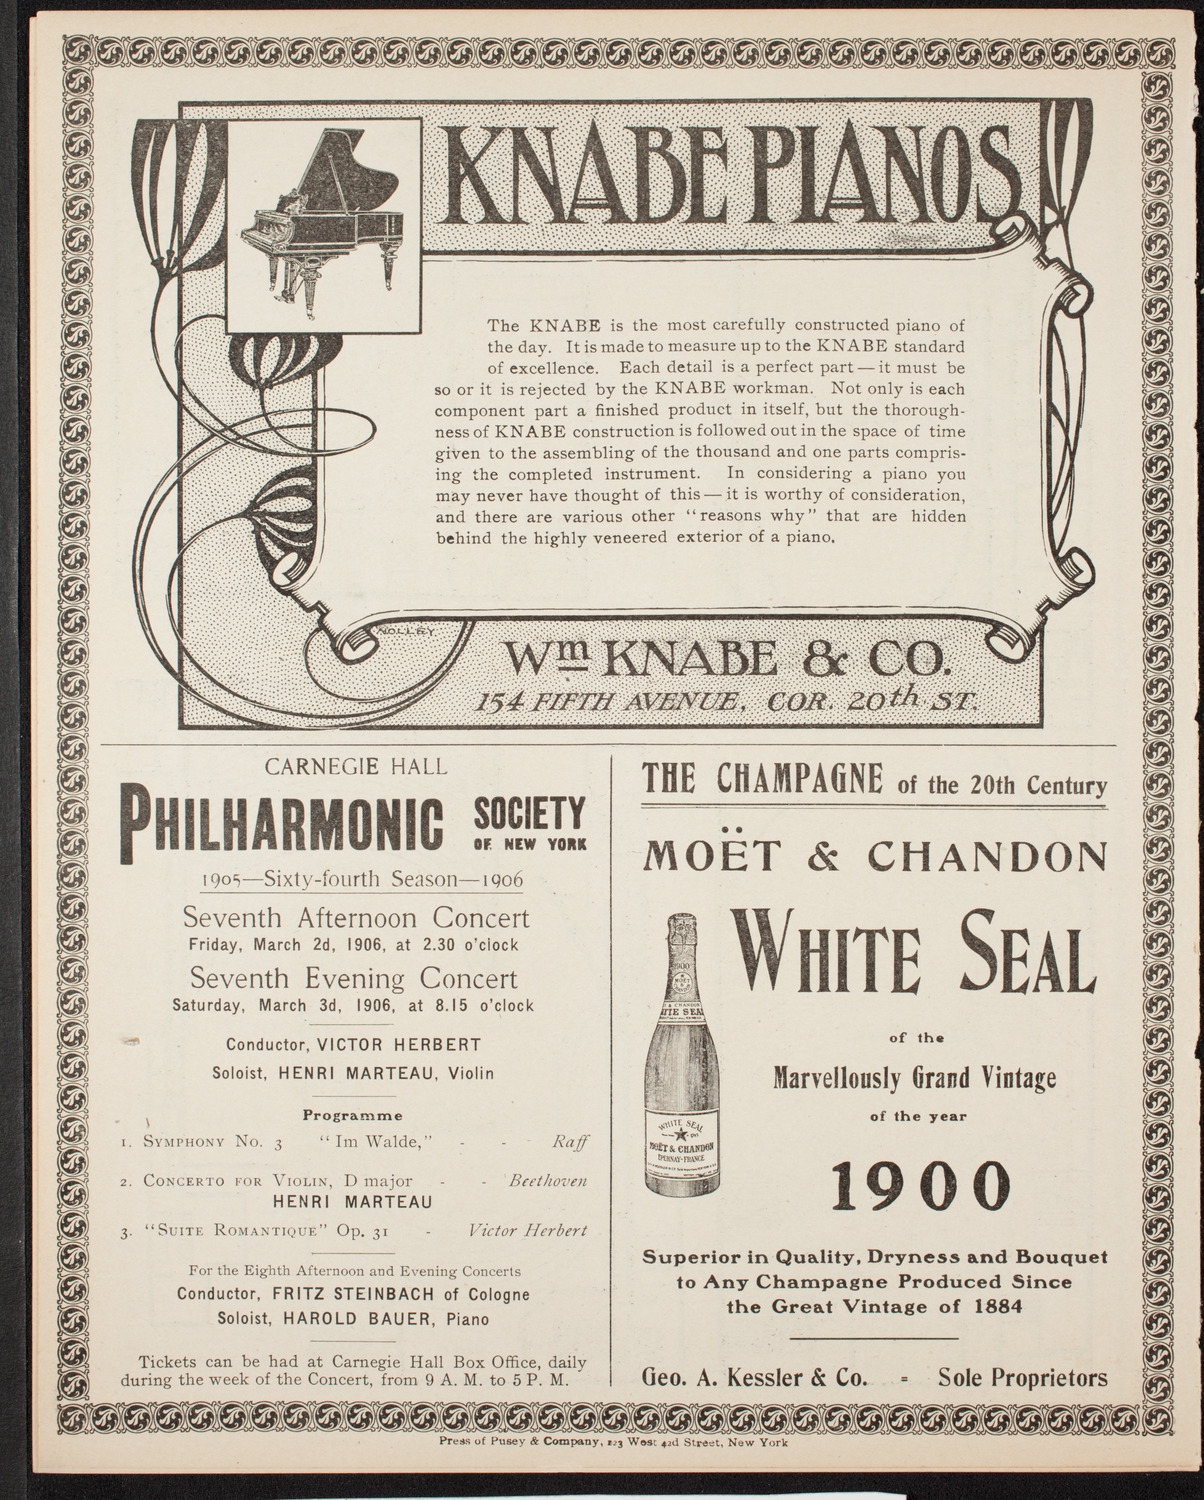 KNABE PIANOS
The KNABE is the most carefully constructed piano of
the day. It is made to measure up to the KNABE standard
of excellence. Each detail is a perfect part — it must be
so or it is rejected by the KNABE workman. Not only is each
component part a finished product in itself, but the thorough-
ness of KNABE construction is followed out in the space of time
given to the assembling of the thousand and one parts compris-
ing the completed instrument. In considering a piano you
may never have thought of this — it is worthy of consideration,
and there are various other "reasons why" that are hidden
behind the highly veneered exterior of a piano.
NOLLEY
Wm KNABE & CO.
154 FIFTH AVENUE, COR. 20th ST.
CARNEGIE HALL
PHILHARMONIC SOCIETY
OF NEW YORK
1905—Sixty-fourth Season—1906
Seventh Afternoon Concert
Friday, March 2d, 1906, at 2.30 o'clock
Seventh Evening Concert
Saturday, March 3d, 1906, at 8.15 o'clock
Conductor, VICTOR HERBERT
Soloist, HENRI MARTEAU, Violin
Programme
1. SYMPHONY NO. 3 "Im Walde," - - Raff
2. CONCERTO FOR VIOLIN, D major - - Beethoven
HENRI MARTEAU
3. "SUITE ROMANTIQUE" Op. 31 - Victor Herbert
For the Eighth Afternoon and Evening Concerts
Conductor, FRITZ STEINBACH of Cologne
Soloist, HAROLD BAUER, Piano
Tickets can be had at Carnegie Hall Box Office, daily
during the week of the Concert, from 9 A. M. to 5 P. M.
THE CHAMPAGNE of the 20th Century
MOËT & CHANDON
WHITE SEAL
1900
& CHANDON
ITE SEA
WHITE SEAL
MOËT & CHANDON
EPERNAY-FRANCE
of the
Marvellously Grand Vintage
of the year
1900
Superior in Quality, Dryness and Bouquet
to Any Champagne Produced Since
the Great Vintage of 1884
Geo. A. Kessler & Co. = Sole Proprietors
Press of Pusey & Company, 123 West 42d Street, New York